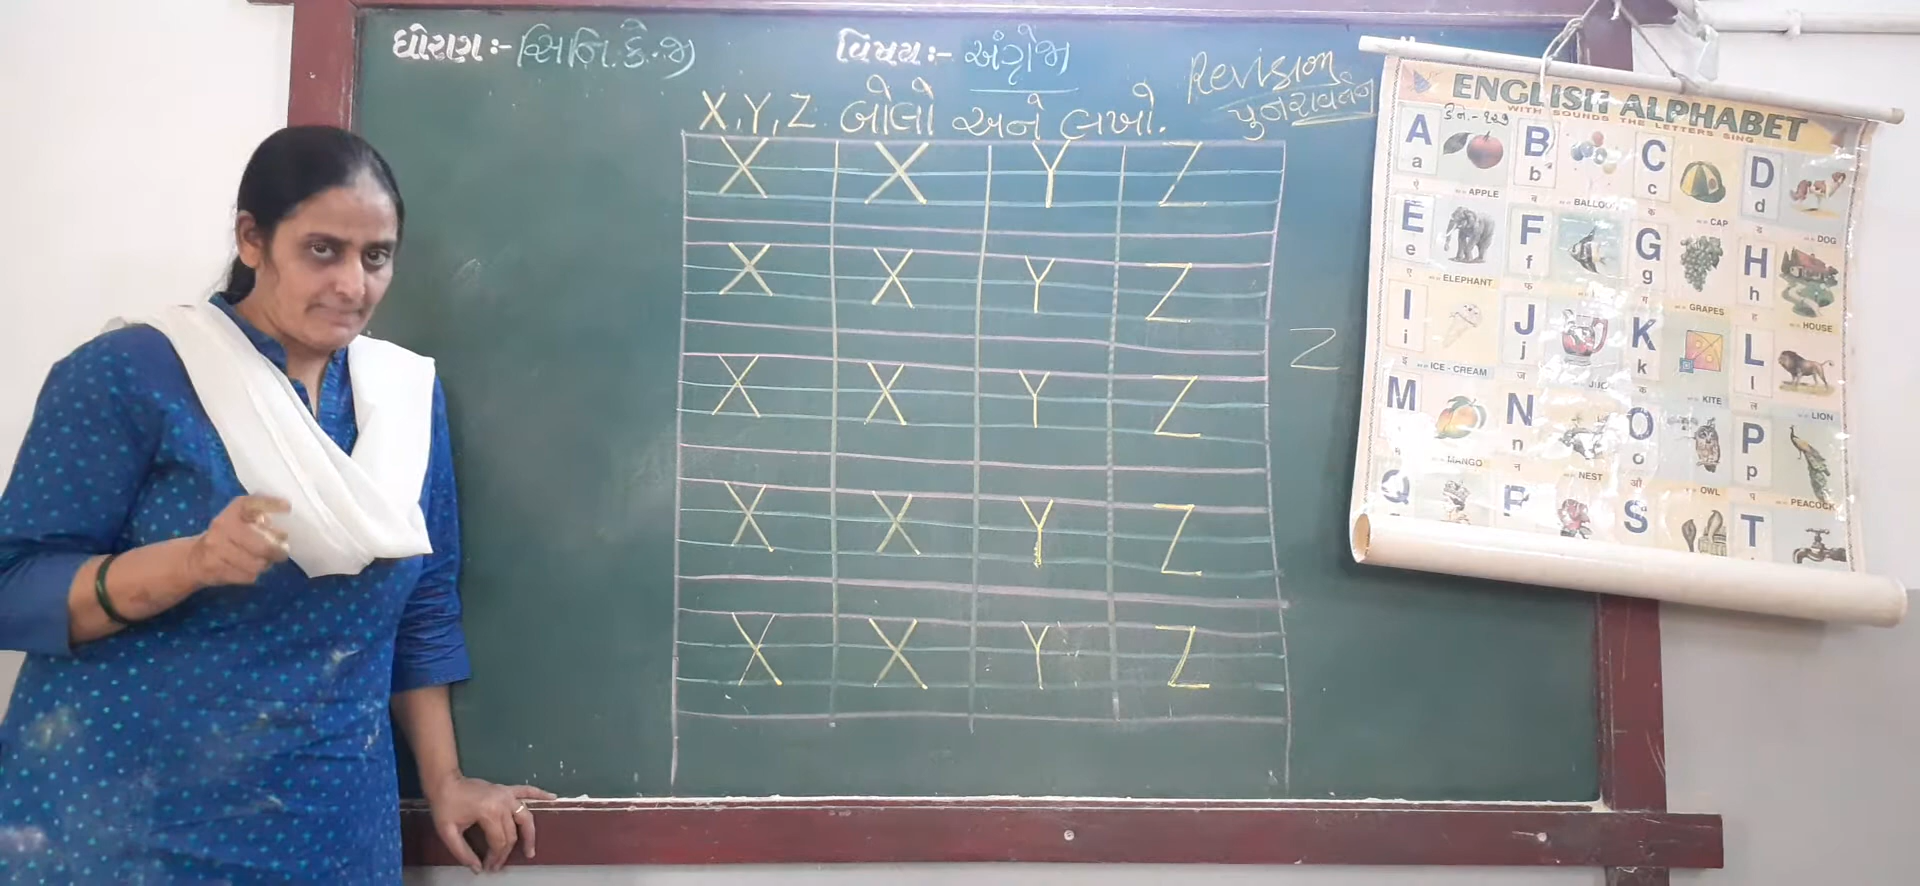 ધોરણ:- સિનિ. કે. જી
વિષય:- અંગ્રેજી
Revision
પુનરાવર્તન
X, Y, Z. બોલો અને લખો.
X X Y Z
X X Y Z
X X Y Z
X X Y Z
X X Y Z
Z
ENGLISH ALPHABET
WITH SOUNDS THE LETTERS SING
A a APPLE B b BALLOON C c CAP D d DOG
E e ELEPHANT F f G g GRAPES H h HOUSE
I i ICE-CREAM J j JUG K k KITE L l LION
M MANGO N n NEST O o OWL P p PEACOCK
Q S T